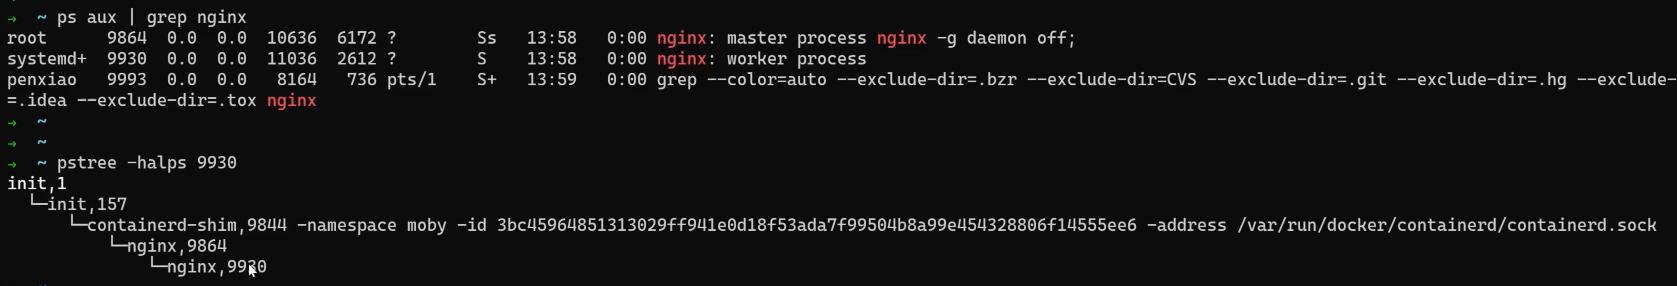 → ~ ps aux | grep nginx
root      9864  0.0  0.0  10636  6172 ?        Ss   13:58   0:00 nginx: master process nginx -g daemon off;
systemd+  9930  0.0  0.0  11036  2612 ?        S    13:58   0:00 nginx: worker process
penxiao   9993  0.0  0.0   8164   736 pts/1    S+   13:59   0:00 grep --color=auto --exclude-dir=.bzr --exclude-dir=CVS --exclude-dir=.git --exclude-dir=.hg --exclude-
=.idea --exclude-dir=.tox nginx
→ ~
→ ~
→ ~ pstree -halps 9930
init,1
  └─init,157
      └─containerd-shim,9844 -namespace moby -id 3bc45964851313029ff941e0d18f53ada7f99504b8a99e454328806f14555ee6 -address /var/run/docker/containerd/containerd.sock
          └─nginx,9864
              └─nginx,9930